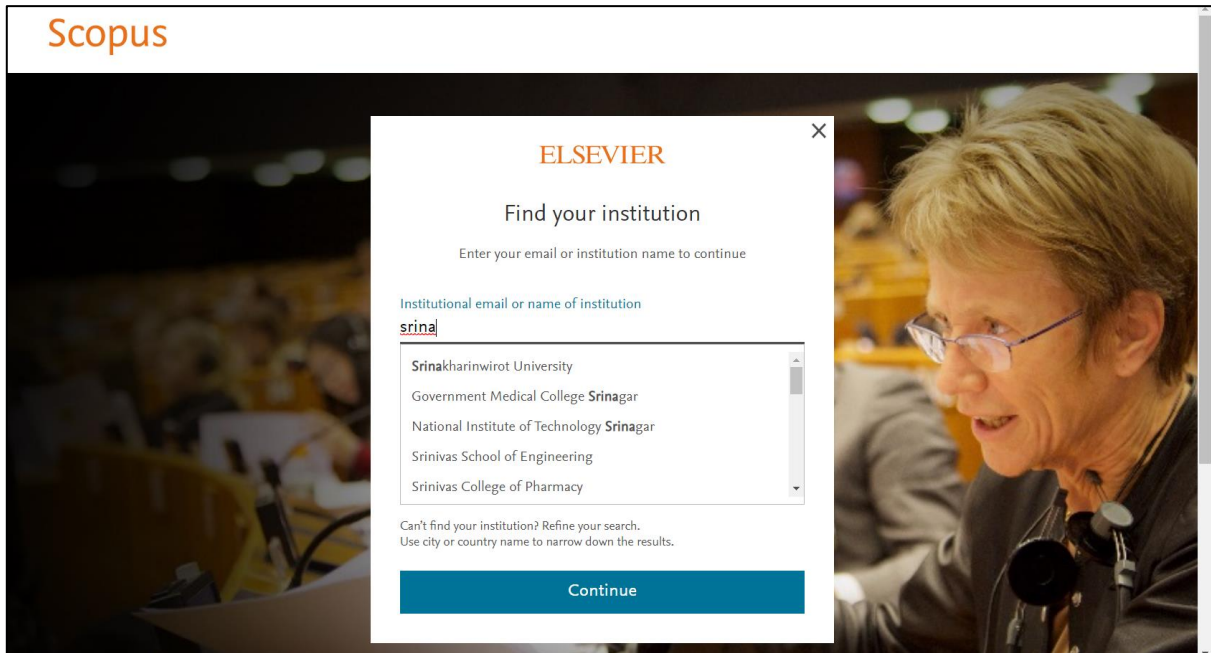 Scopus
ELSEVIER
Find your institution
Enter your email or institution name to continue
Institutional email or name of institution
srina
Srinakharinwirot University
Government Medical College Srinagar
National Institute of Technology Srinagar
Srinivas School of Engineering
Srinivas College of Pharmacy
Can't find your institution? Refine your search.
Use city or country name to narrow down the results.
Continue